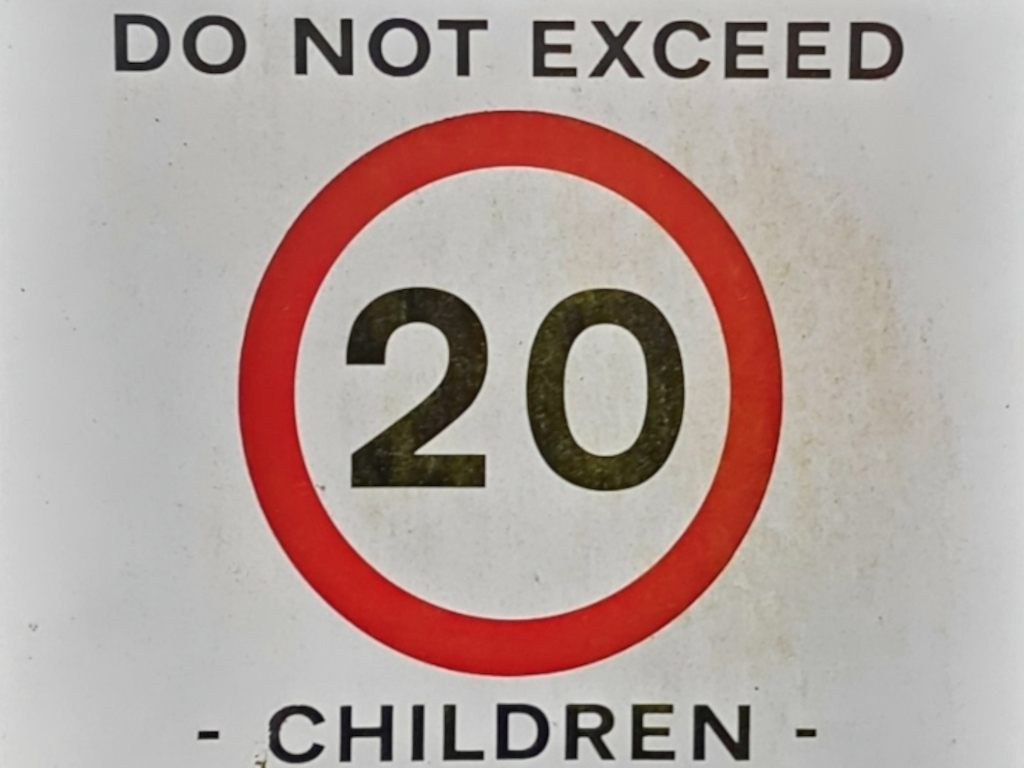 DO NOT EXCEED
20
- CHILDREN -